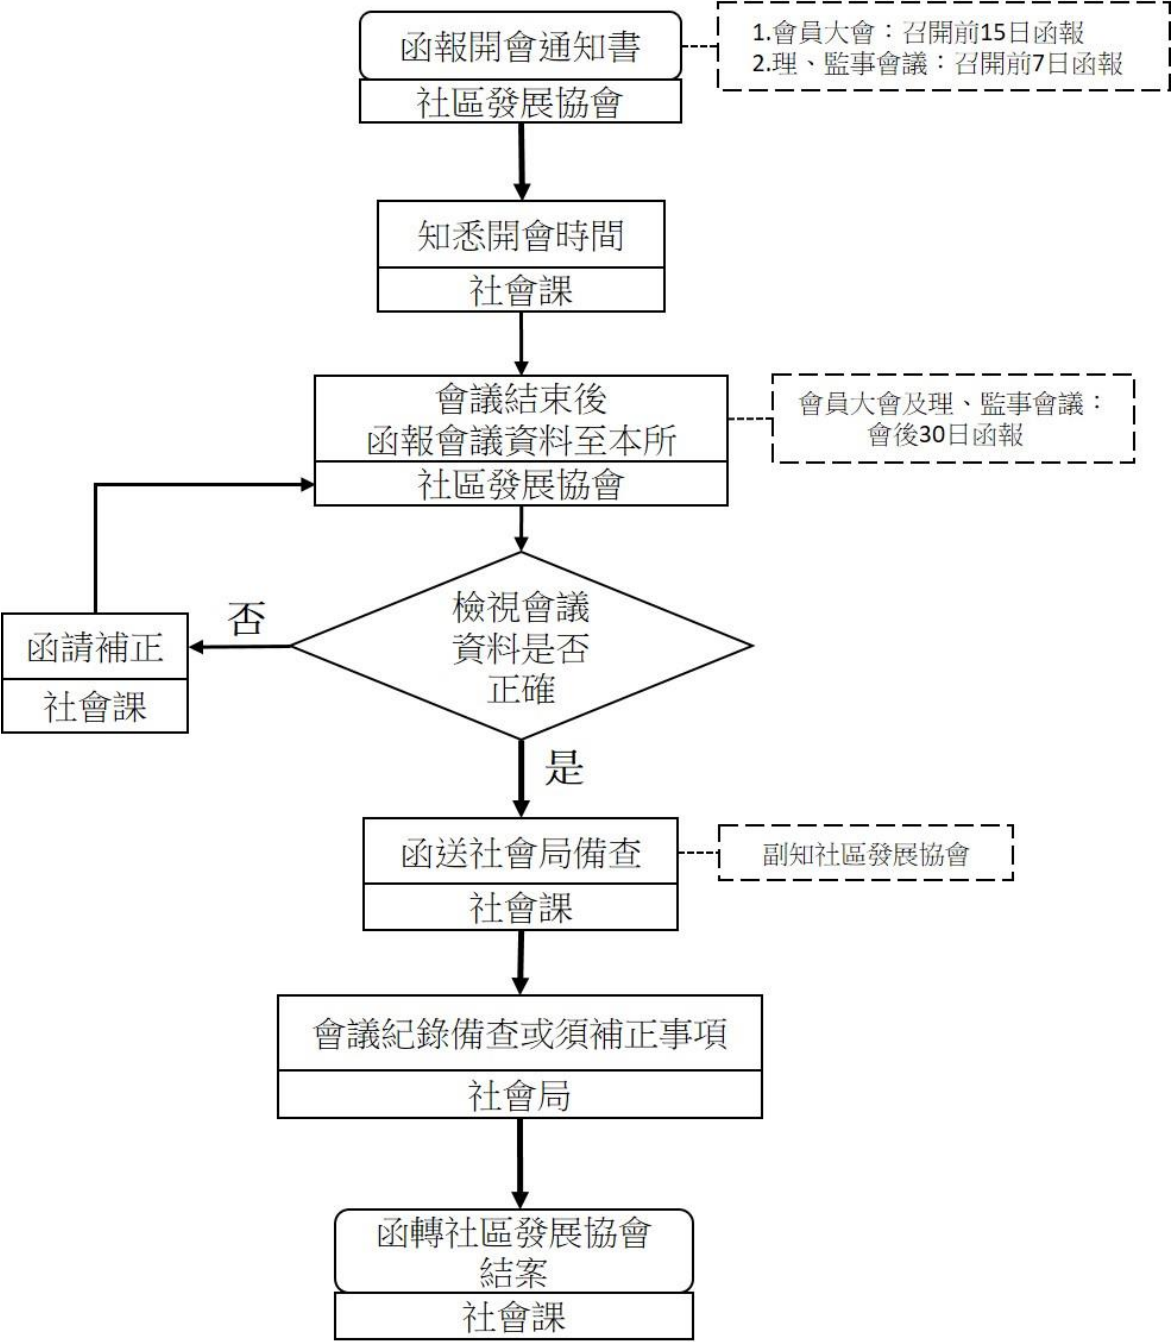 函報開會通知書
社區發展協會
1.會員大會：召開前15日函報
2.理、監事會議：召開前7日函報
知悉開會時間
社會課
會議結束後
函報會議資料至本所
社區發展協會
會員大會及理、監事會議：
會後30日函報
檢視會議
資料是否
正確
否
函請補正
社會課
是
函送社會局備查
社會課
副知社區發展協會
會議紀錄備查或須補正事項
社會局
函轉社區發展協會
結案
社會課